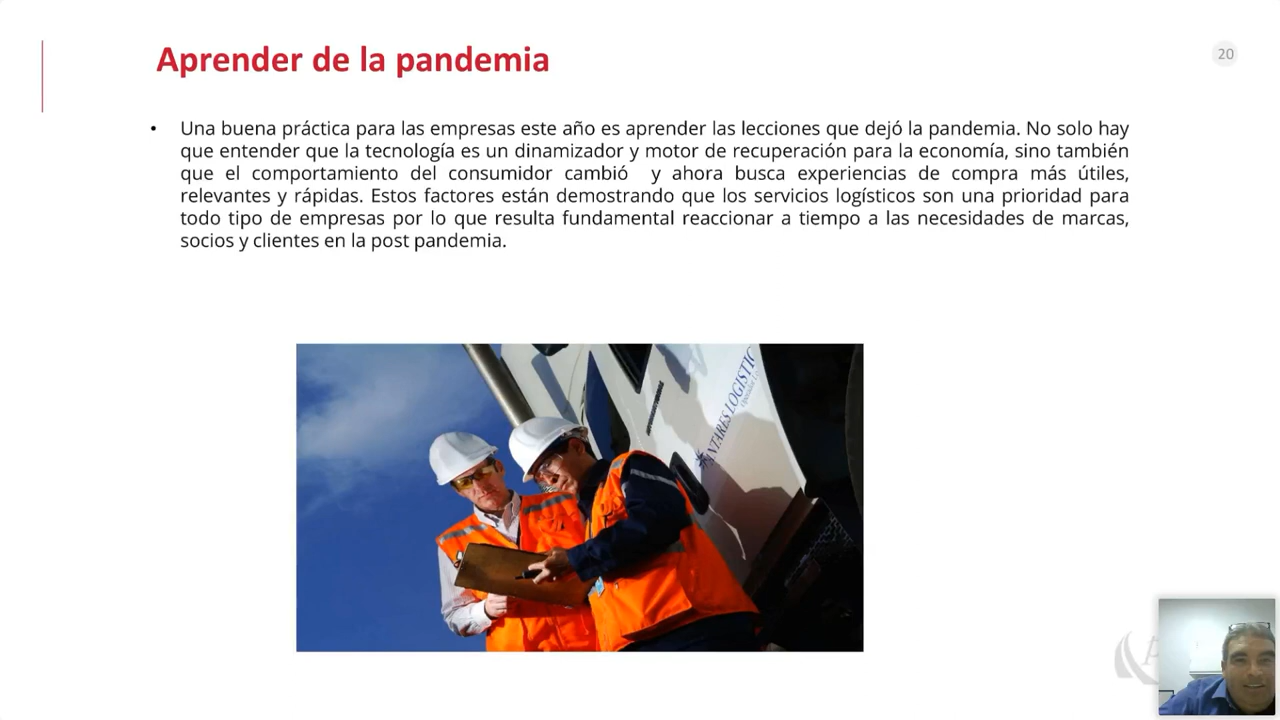 Aprender de la pandemia
20
• Una buena práctica para las empresas este año es aprender las lecciones que dejó la pandemia. No solo hay
que entender que la tecnología es un dinamizador y motor de recuperación para la economía, sino también
que el comportamiento del consumidor cambió y ahora busca experiencias de compra más útiles,
relevantes y rápidas. Estos factores están demostrando que los servicios logísticos son una prioridad para
todo tipo de empresas por lo que resulta fundamental reaccionar a tiempo a las necesidades de marcas,
socios y clientes en la post pandemia.
ANTARES LOGISTIC